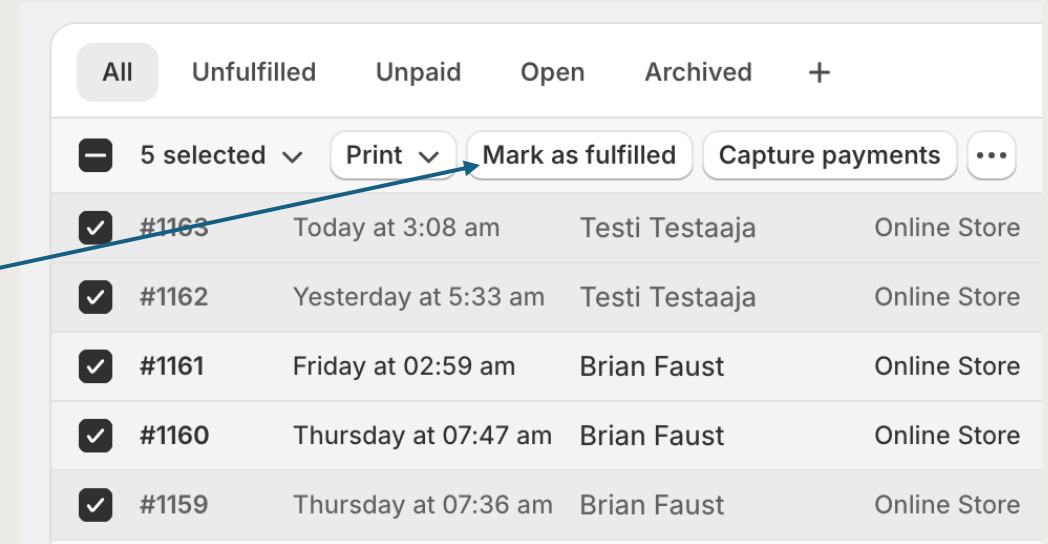 All Unfulfilled Unpaid Open Archived +
5 selected Print Mark as fulfilled Capture payments ...
#1163 Today at 3:08 am Testi Testaaja Online Store
#1162 Yesterday at 5:33 am Testi Testaaja Online Store
#1161 Friday at 02:59 am Brian Faust Online Store
#1160 Thursday at 07:47 am Brian Faust Online Store
#1159 Thursday at 07:36 am Brian Faust Online Store